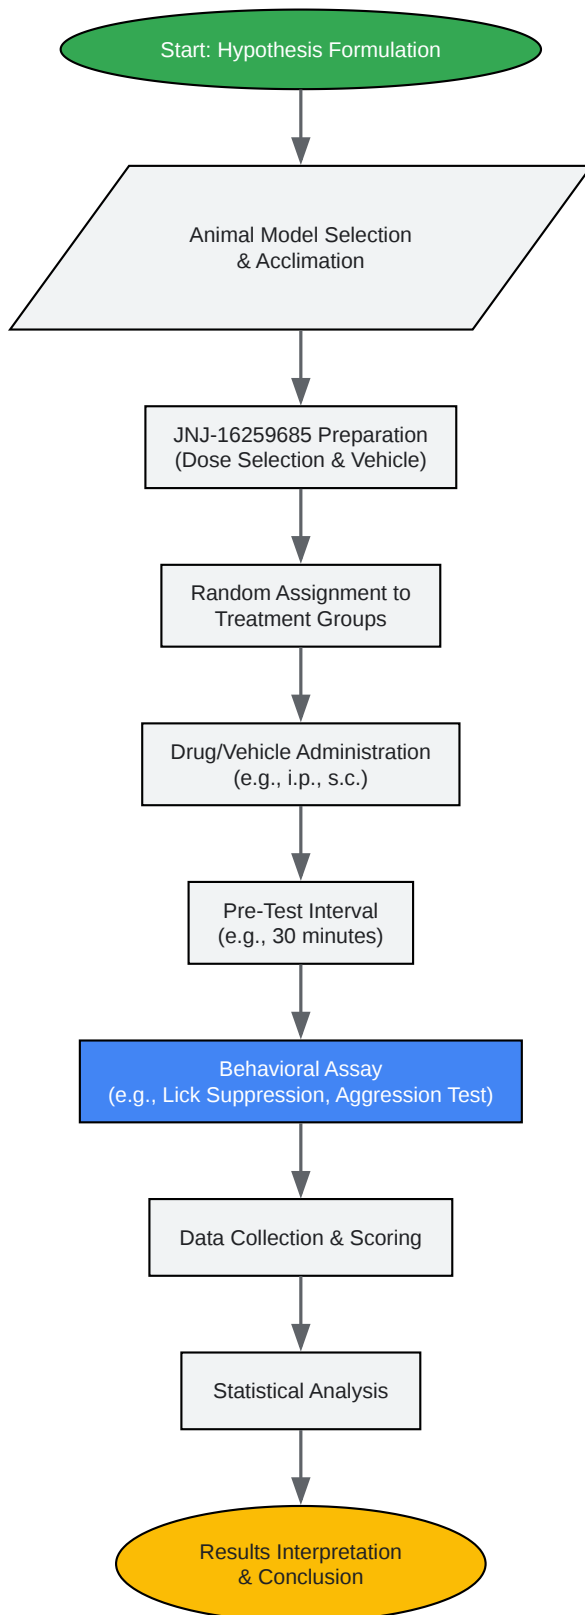 Start: Hypothesis Formulation
Animal Model Selection
& Acclimation
JNJ-16259685 Preparation
(Dose Selection & Vehicle)
Random Assignment to
Treatment Groups
Drug/Vehicle Administration
(e.g., i.p., s.c.)
Pre-Test Interval
(e.g., 30 minutes)
Behavioral Assay
(e.g., Lick Suppression, Aggression Test)
Data Collection & Scoring
Statistical Analysis
Results Interpretation
& Conclusion